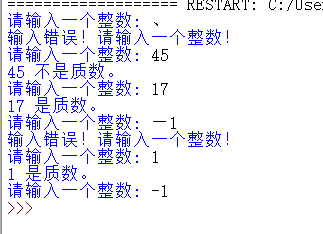 =================== RESTART: C:/Use
请输入一个整数: 、
输入错误！请输入一个整数！
请输入一个整数: 45
45 不是质数。
请输入一个整数: 17
17 是质数。
请输入一个整数: 一1
输入错误！请输入一个整数！
请输入一个整数: 1
1 是质数。
请输入一个整数: -1
>>>